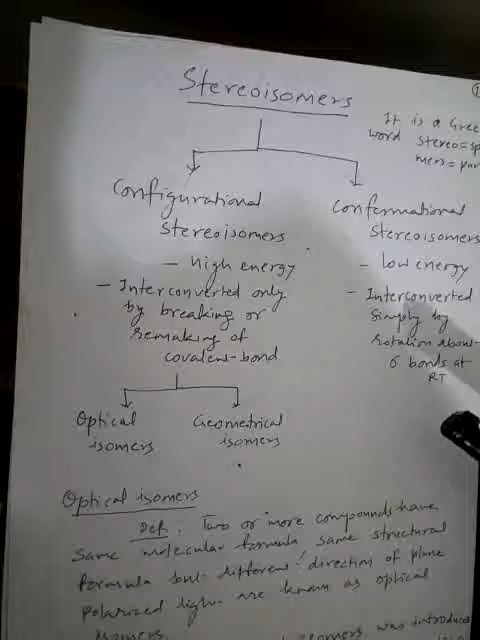 Stereoisomers
It is a Gree
word stereo=sp
mers=par
Configurational
Stereoisomers
- high energy
- Interconverted only
by breaking or
remaking of
covalent-bond
Conformational
Stereoisomers
- low energy
- Interconverted
simply by
rotation about
6 bonds at
RT
Optical
isomers
Geometrical
isomers
Optical isomers
Def. Two or more compounds have
same molecular formula same structural
formula but different direction of plane
polarized light are known as optical
isomers.
isomers was introduced